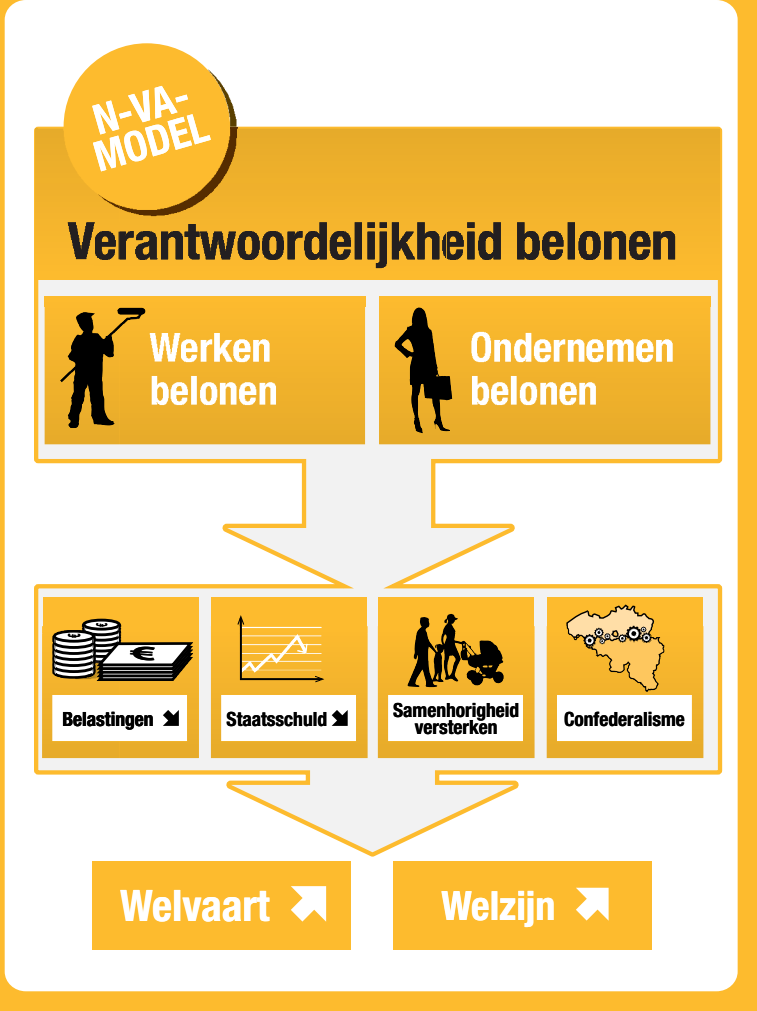 N-VA-
MODEL
Verantwoordelijkheid belonen
Werken
belonen
Ondernemen
belonen
Belastingen
Staatsschuld
Samenhorigheid
versterken
Confederalisme
Welvaart
Welzijn